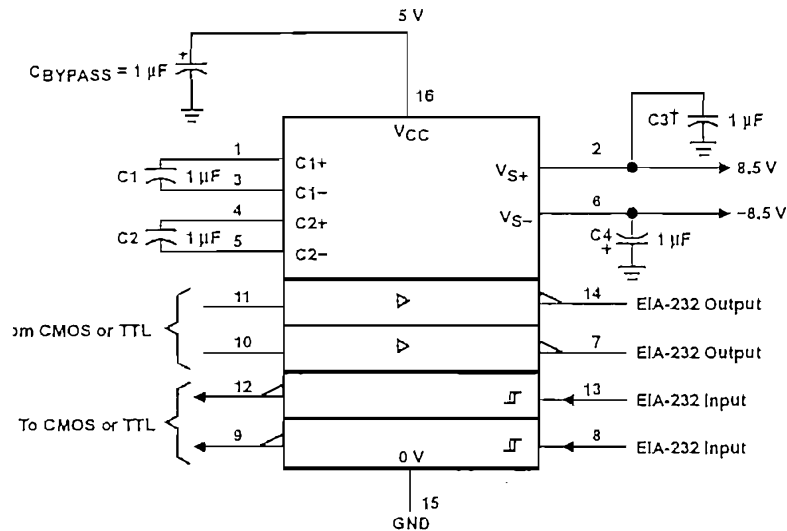 5 V
CBYPASS = 1 µF
+
16
VCC
C3† 1 µF
1
C1+
2
VS+
8.5 V
C1 1 µF
3
C1−
4
C2+
6
VS−
−8.5 V
C2 1 µF
5
C2−
C4
+
1 µF
11
14
EIA-232 Output
om CMOS or TTL
10
7
EIA-232 Output
12
13
EIA-232 Input
To CMOS or TTL
9
8
EIA-232 Input
0 V
15
GND